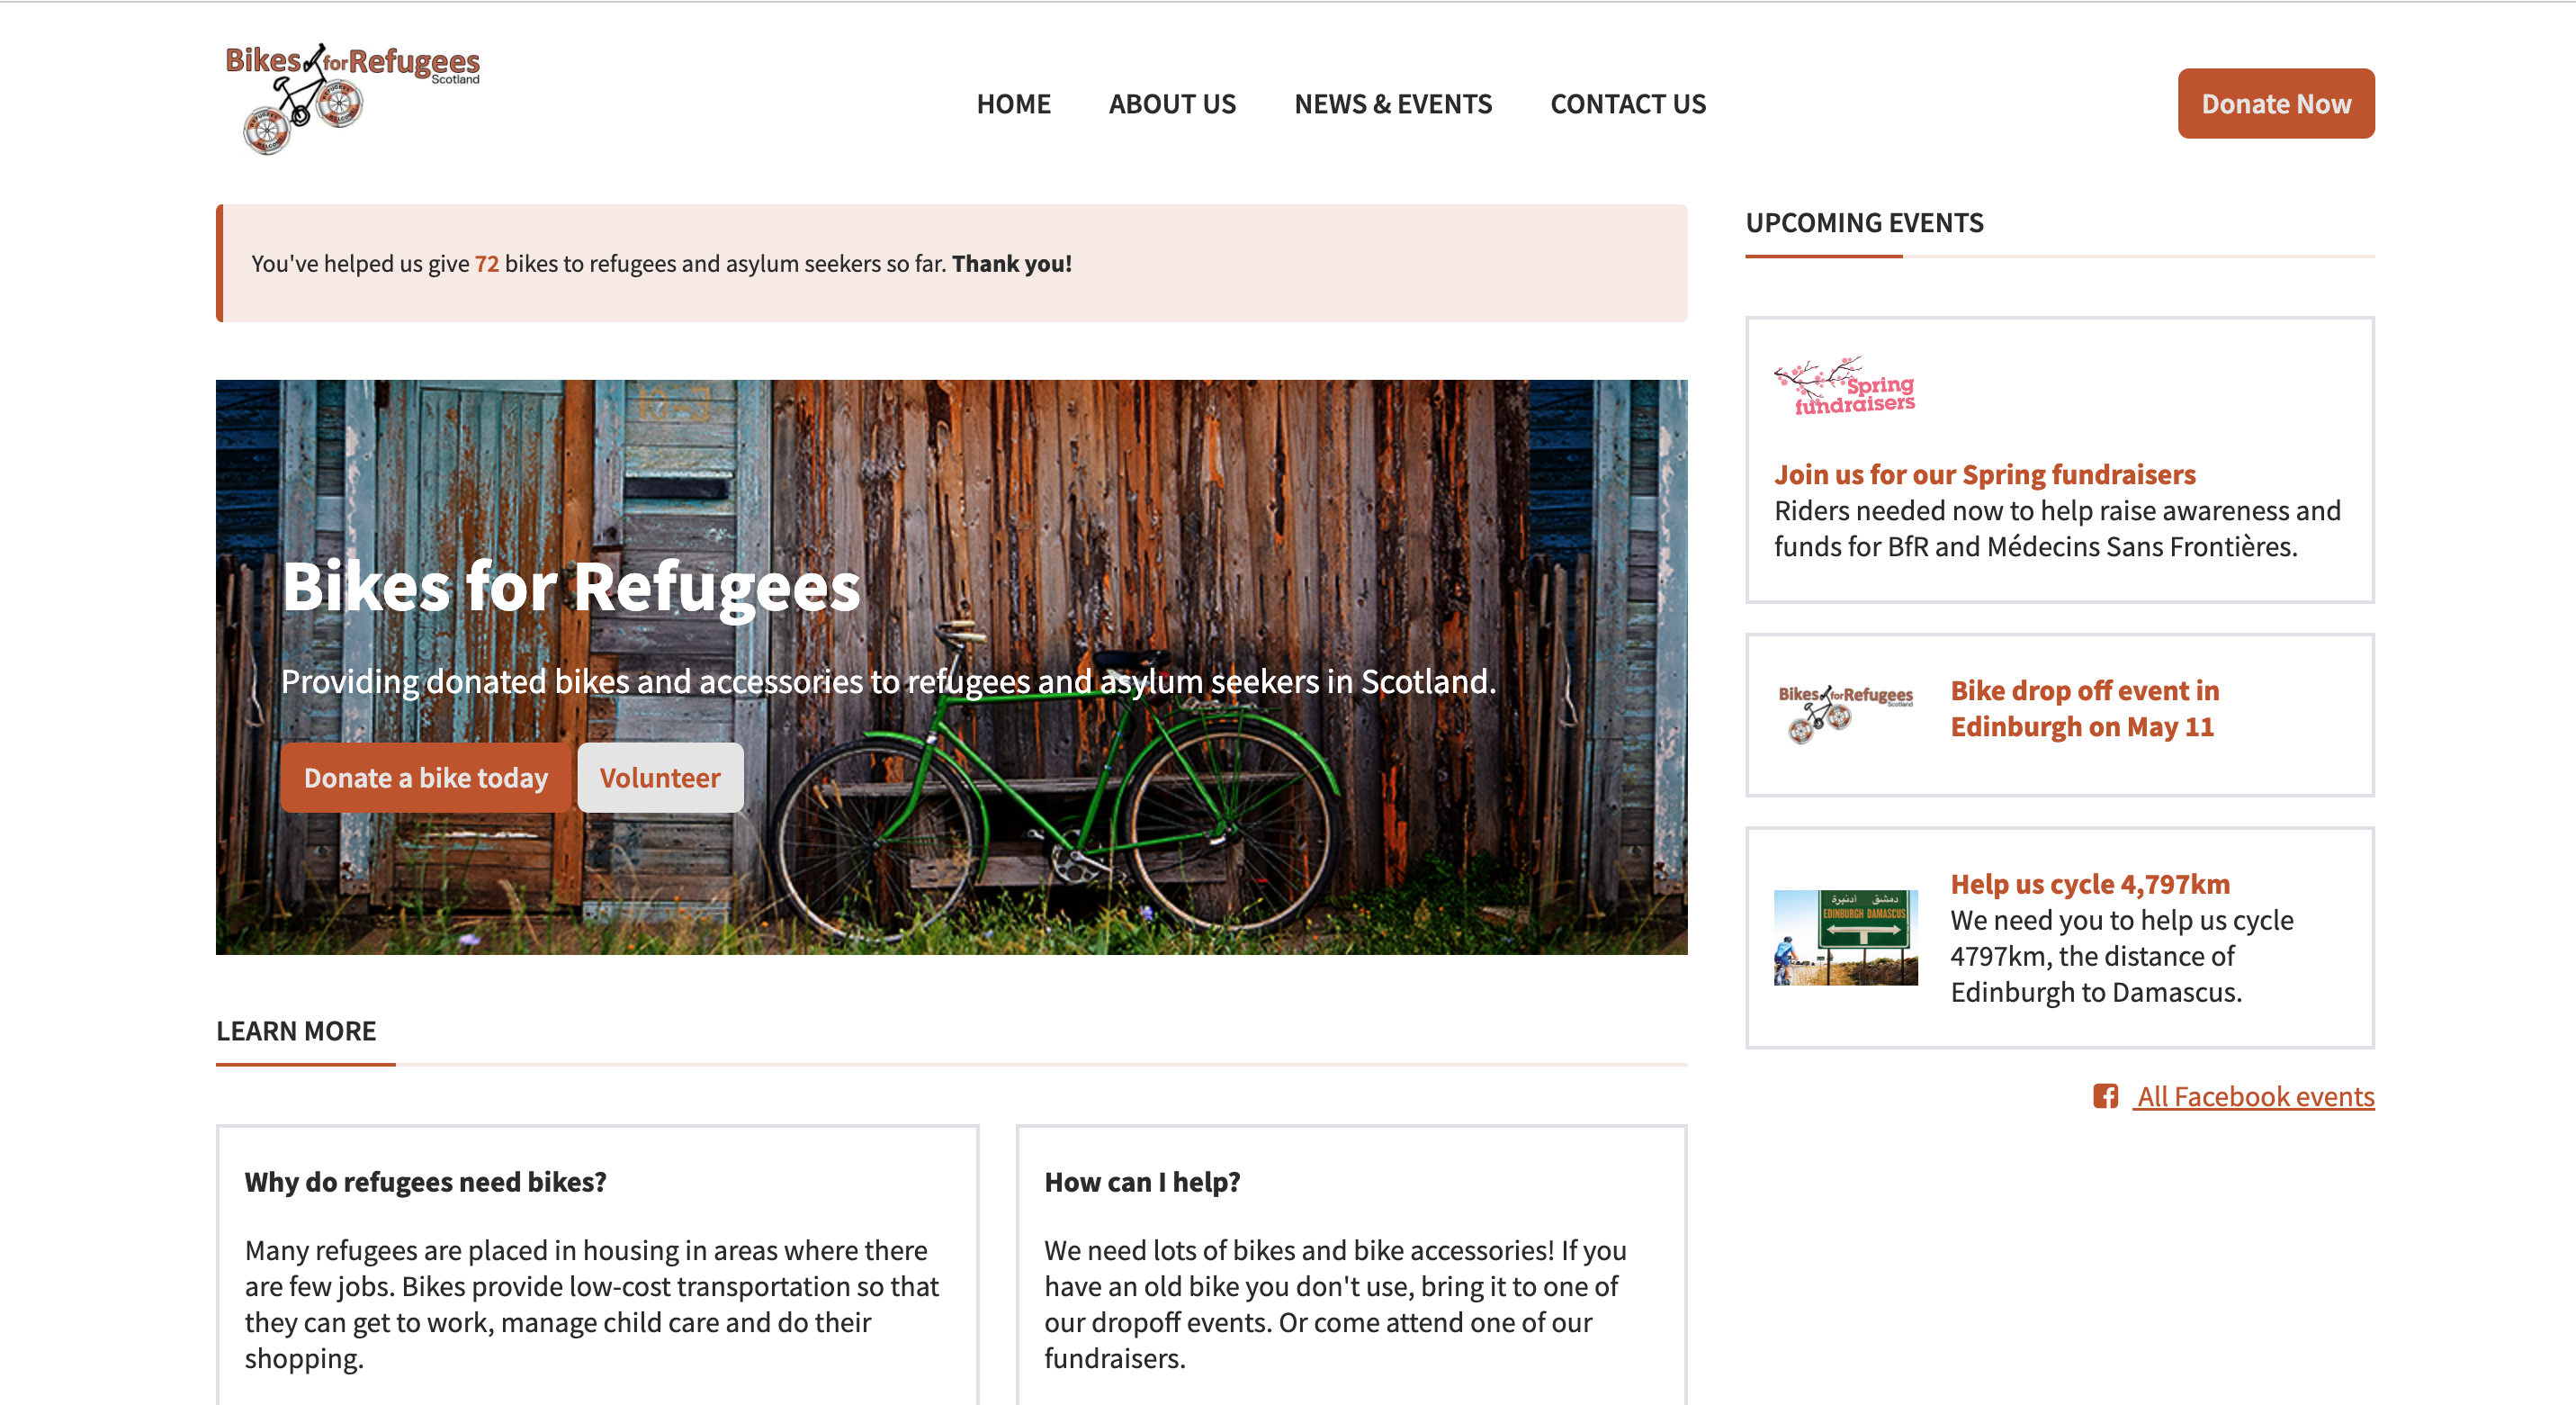 Bikes for Refugees
Scotland
HOME
ABOUT US
NEWS & EVENTS
CONTACT US
Donate Now
You've helped us give 72 bikes to refugees and asylum seekers so far. Thank you!
Bikes for Refugees
Providing donated bikes and accessories to refugees and asylum seekers in Scotland.
Donate a bike today
Volunteer
LEARN MORE
Why do refugees need bikes?
Many refugees are placed in housing in areas where there
are few jobs. Bikes provide low-cost transportation so that
they can get to work, manage child care and do their
shopping.
How can I help?
We need lots of bikes and bike accessories! If you
have an old bike you don't use, bring it to one of
our dropoff events. Or come attend one of our
fundraisers.
UPCOMING EVENTS
Spring
fundraisers
Join us for our Spring fundraisers
Riders needed now to help raise awareness and
funds for BfR and Médecins Sans Frontières.
Bikes for Refugees
Scotland
Bike drop off event in
Edinburgh on May 11
دمشق ادنبرة
EDINBURGH DAMASCUS
Help us cycle 4,797km
We need you to help us cycle
4797km, the distance of
Edinburgh to Damascus.
All Facebook events